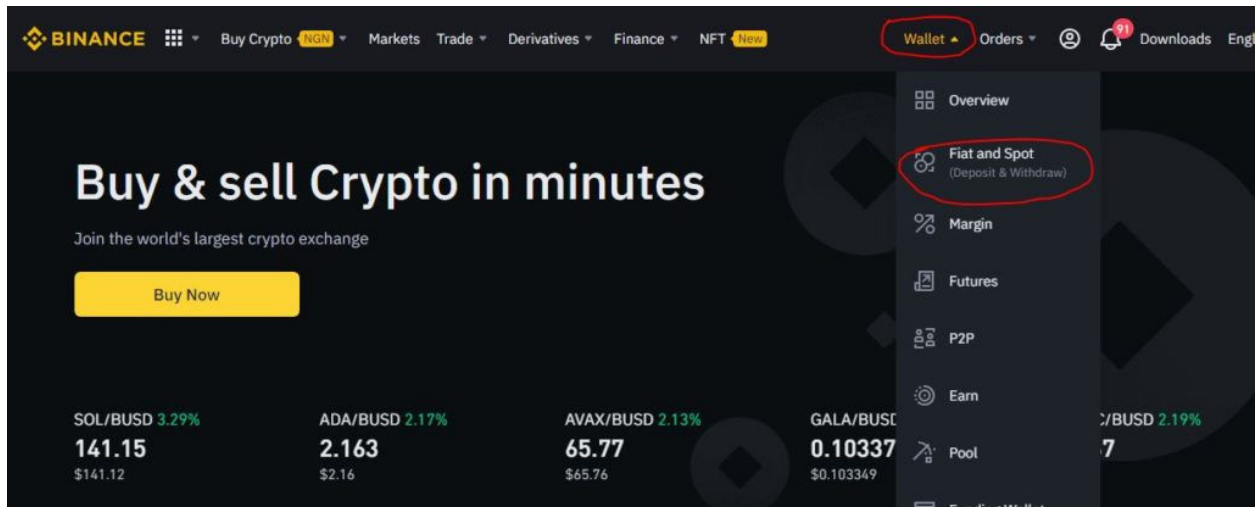 BINANCE Buy Crypto NGN Markets Trade Derivatives Finance NFT New Wallet Orders 91 Downloads
Overview
Fiat and Spot
(Deposit & Withdraw)
Margin
Futures
P2P
Earn
Pool
Buy & sell Crypto in minutes
Join the world's largest crypto exchange
Buy Now
SOL/BUSD 3.29%
141.15
$141.12
ADA/BUSD 2.17%
2.163
$2.16
AVAX/BUSD 2.13%
65.77
$65.76
GALA/BUSD
0.10337
$0.103349
/BUSD 2.19%
7